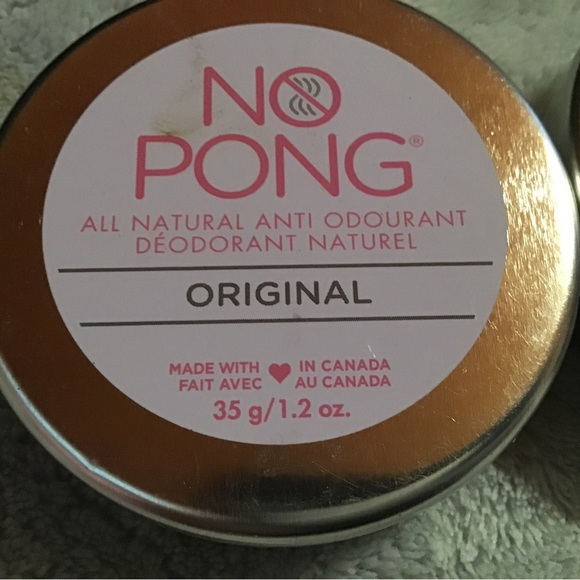 NO
PONG®
ALL NATURAL ANTI ODOURANT
DÉODORANT NATUREL
ORIGINAL
MADE WITH ♥ IN CANADA
FAIT AVEC AU CANADA
35 g/1.2 oz.